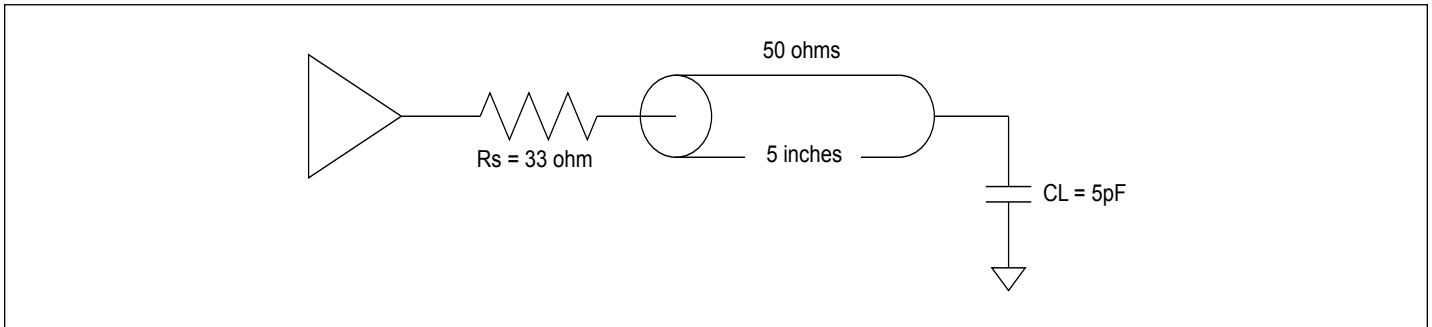 50 ohms
Rs = 33 ohm
5 inches
CL = 5pF